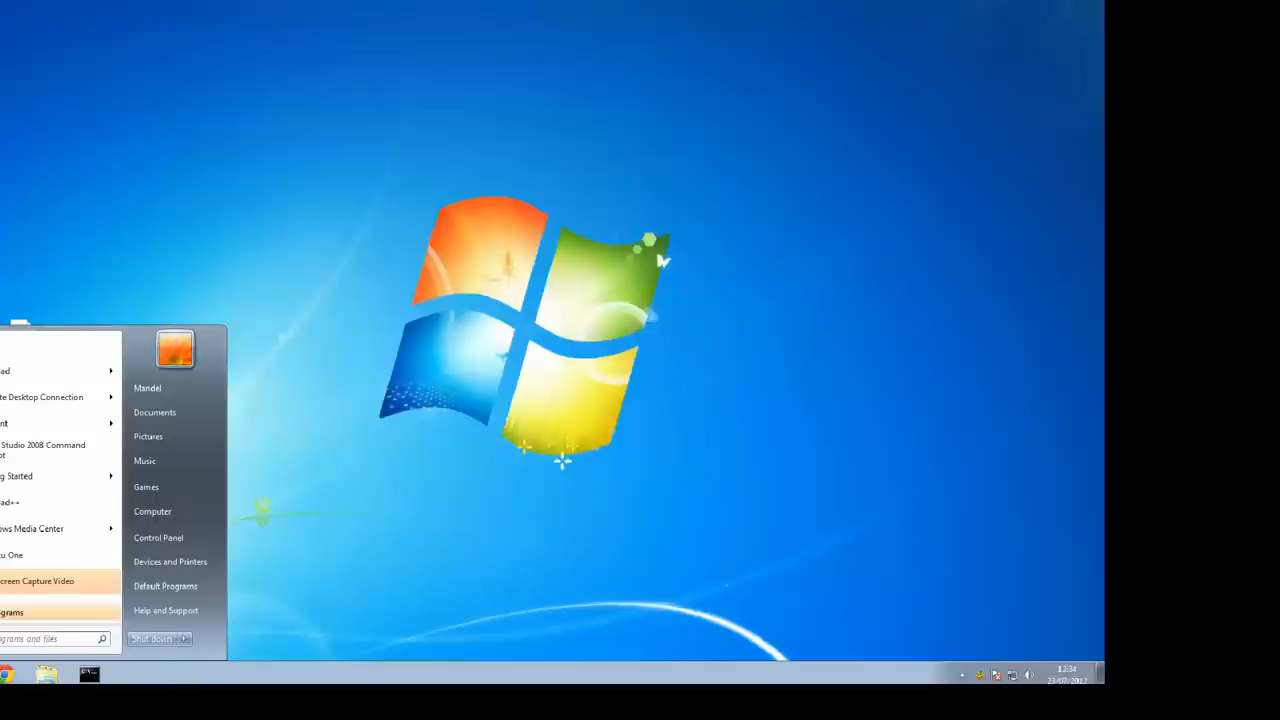 ad
te Desktop Connection
nt
Studio 2008 Command
ot
g Started
ad++
ows Media Center
u One
creen Capture Video
grams
grams and files
Mandel
Documents
Pictures
Music
Games
Computer
Control Panel
Devices and Printers
Default Programs
Help and Support
Shut down
12:34
23/07/2012